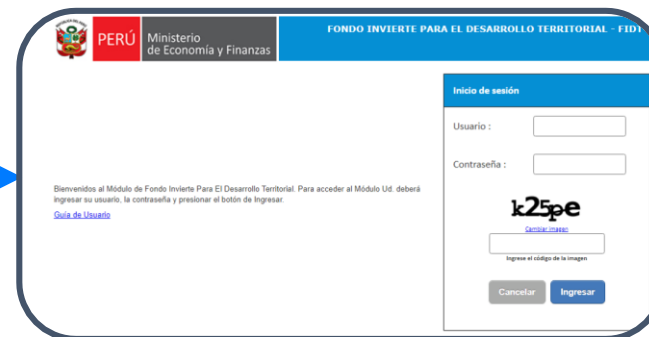 PERÚ
Ministerio
de Economía y Finanzas
FONDO INVIERTE PARA EL DESARROLLO TERRITORIAL - FIDT
Inicio de sesión
Usuario :
Contraseña :
Bienvenidos al Módulo de Fondo Invierte Para El Desarrollo Territorial. Para acceder al Módulo Ud. deberá
ingresar su usuario, la contraseña y presionar el botón de Ingresar.
Guía de Usuario
k25pe
Cambiar imagen
Ingrese el código de la imagen
Cancelar
Ingresar